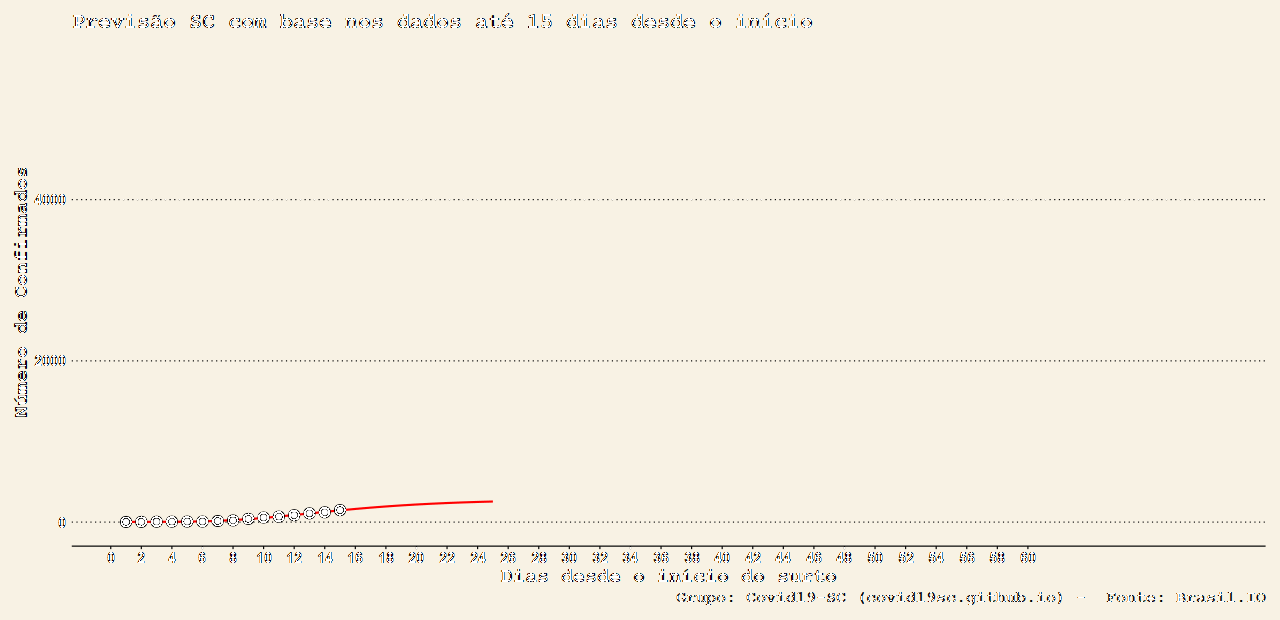 Previsão SC com base nos dados até 15 dias desde o início
Número de Confirmados
4000
2000
0
0 2 4 6 8 10 12 14 16 18 20 22 24 26 28 30 32 34 36 38 40 42 44 46 48 50 52 54 56 58 60
Dias desde o início do surto
Grupo: Covid19-SC (covid19sc.github.io) -- Fonte: Brasil.IO